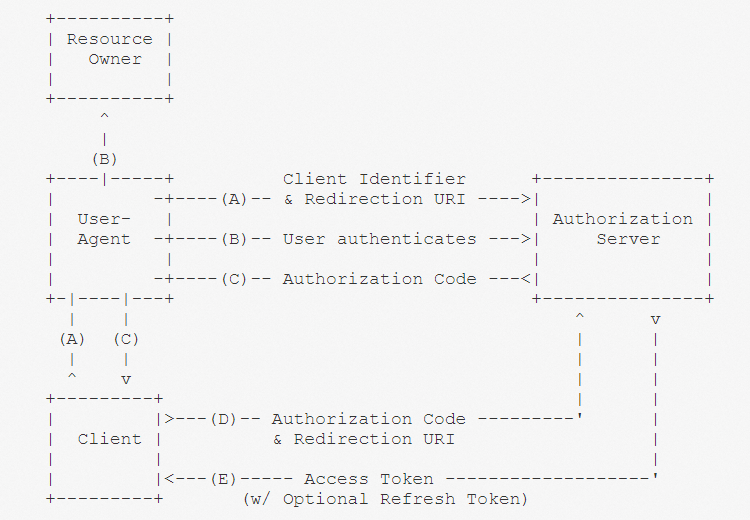 +----------+
| Resource |
|   Owner  |
|          |
+----------+
     ^
     |
    (B)
+----|-----+          Client Identifier      +---------------+
|         -+----(A)-- & Redirection URI ---->|               |
|  User-   |                                 | Authorization |
|  Agent  -+----(B)-- User authenticates --->|     Server    |
|          |                                 |               |
|         -+----(C)-- Authorization Code ---<|               |
+-|----|---+                                 +---------------+
  |    |                                         ^      v
 (A)  (C)                                        |      |
  |    |                                         |      |
  ^    v                                         |      |
+---------+                                      |      |
|         |>---(D)-- Authorization Code ---------'      |
|  Client |          & Redirection URI                  |
|         |                                             |
|         |<---(E)----- Access Token -------------------'
+---------+       (w/ Optional Refresh Token)